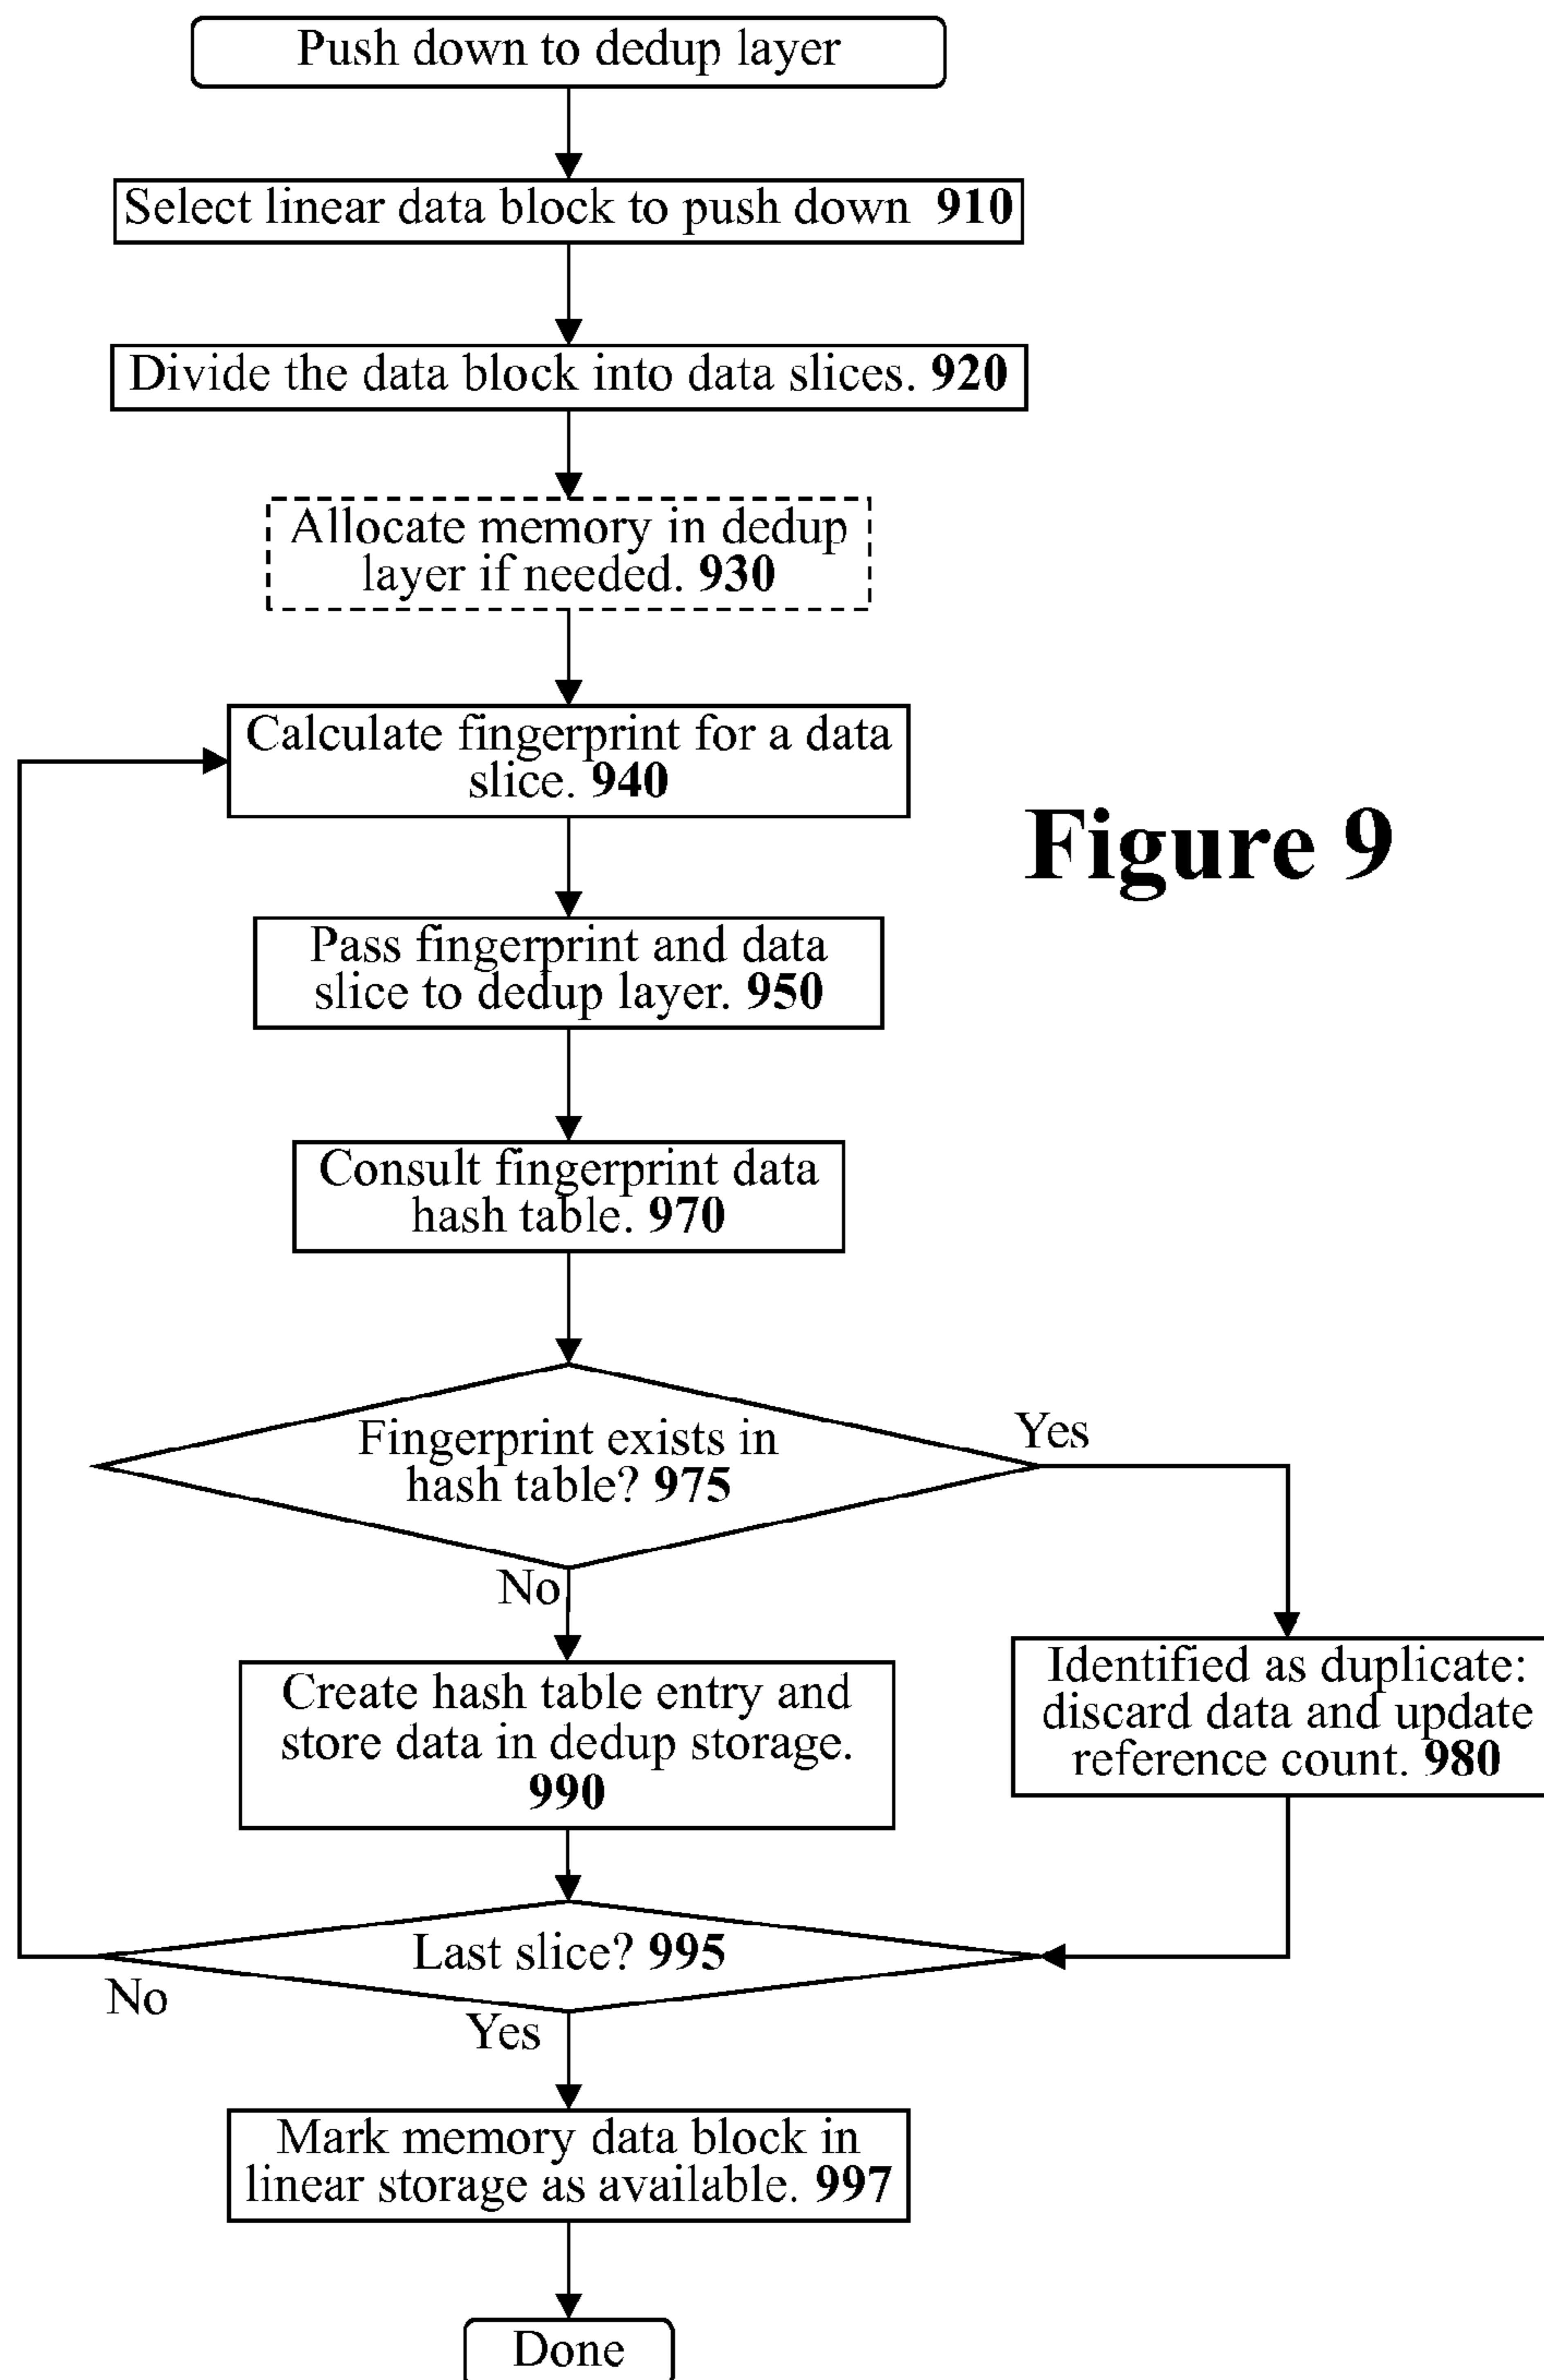 Push down to dedup layer
Select linear data block to push down 910
Divide the data block into data slices. 920
Allocate memory in dedup
layer if needed. 930
Calculate fingerprint for a data
slice. 940
Figure 9
Pass fingerprint and data
slice to dedup layer. 950
Consult fingerprint data
hash table. 970
Fingerprint exists in
hash table? 975
Yes
No
Create hash table entry and
store data in dedup storage.
990
Identified as duplicate:
discard data and update
reference count. 980
Last slice? 995
No
Yes
Mark memory data block in
linear storage as available. 997
Done